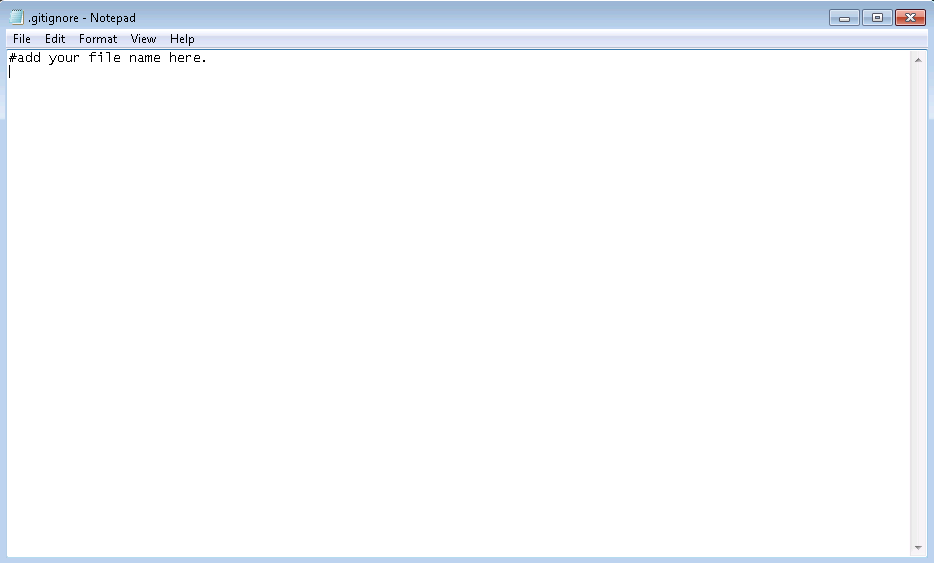 .gitignore - Notepad
File Edit Format View Help
#add your file name here.